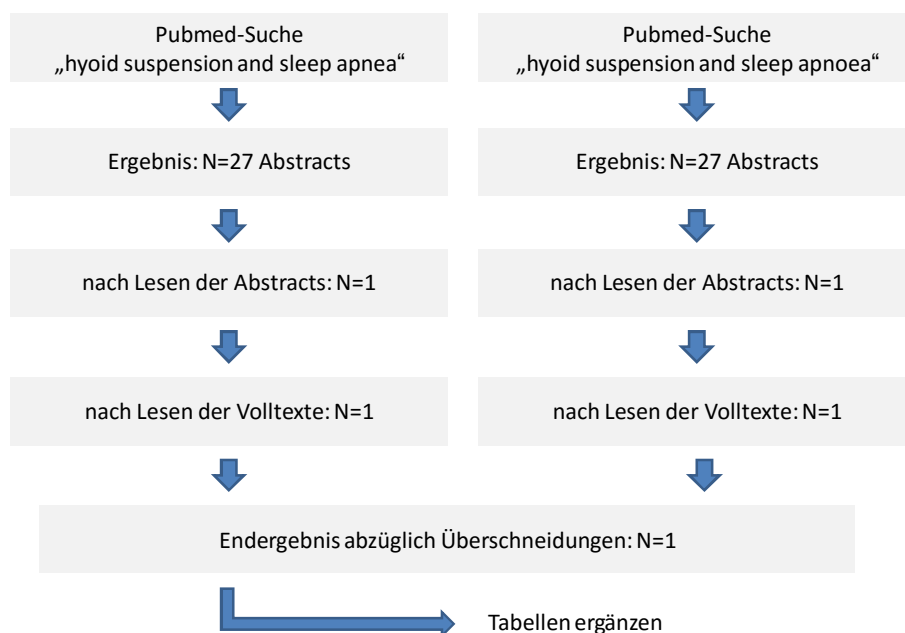 Pubmed-Suche
„hyoid suspension and sleep apnea“
Ergebnis: N=27 Abstracts
nach Lesen der Abstracts: N=1
nach Lesen der Volltexte: N=1
Pubmed-Suche
„hyoid suspension and sleep apnoea“
Ergebnis: N=27 Abstracts
nach Lesen der Abstracts: N=1
nach Lesen der Volltexte: N=1
Endergebnis abzüglich Überschneidungen: N=1
Tabellen ergänzen